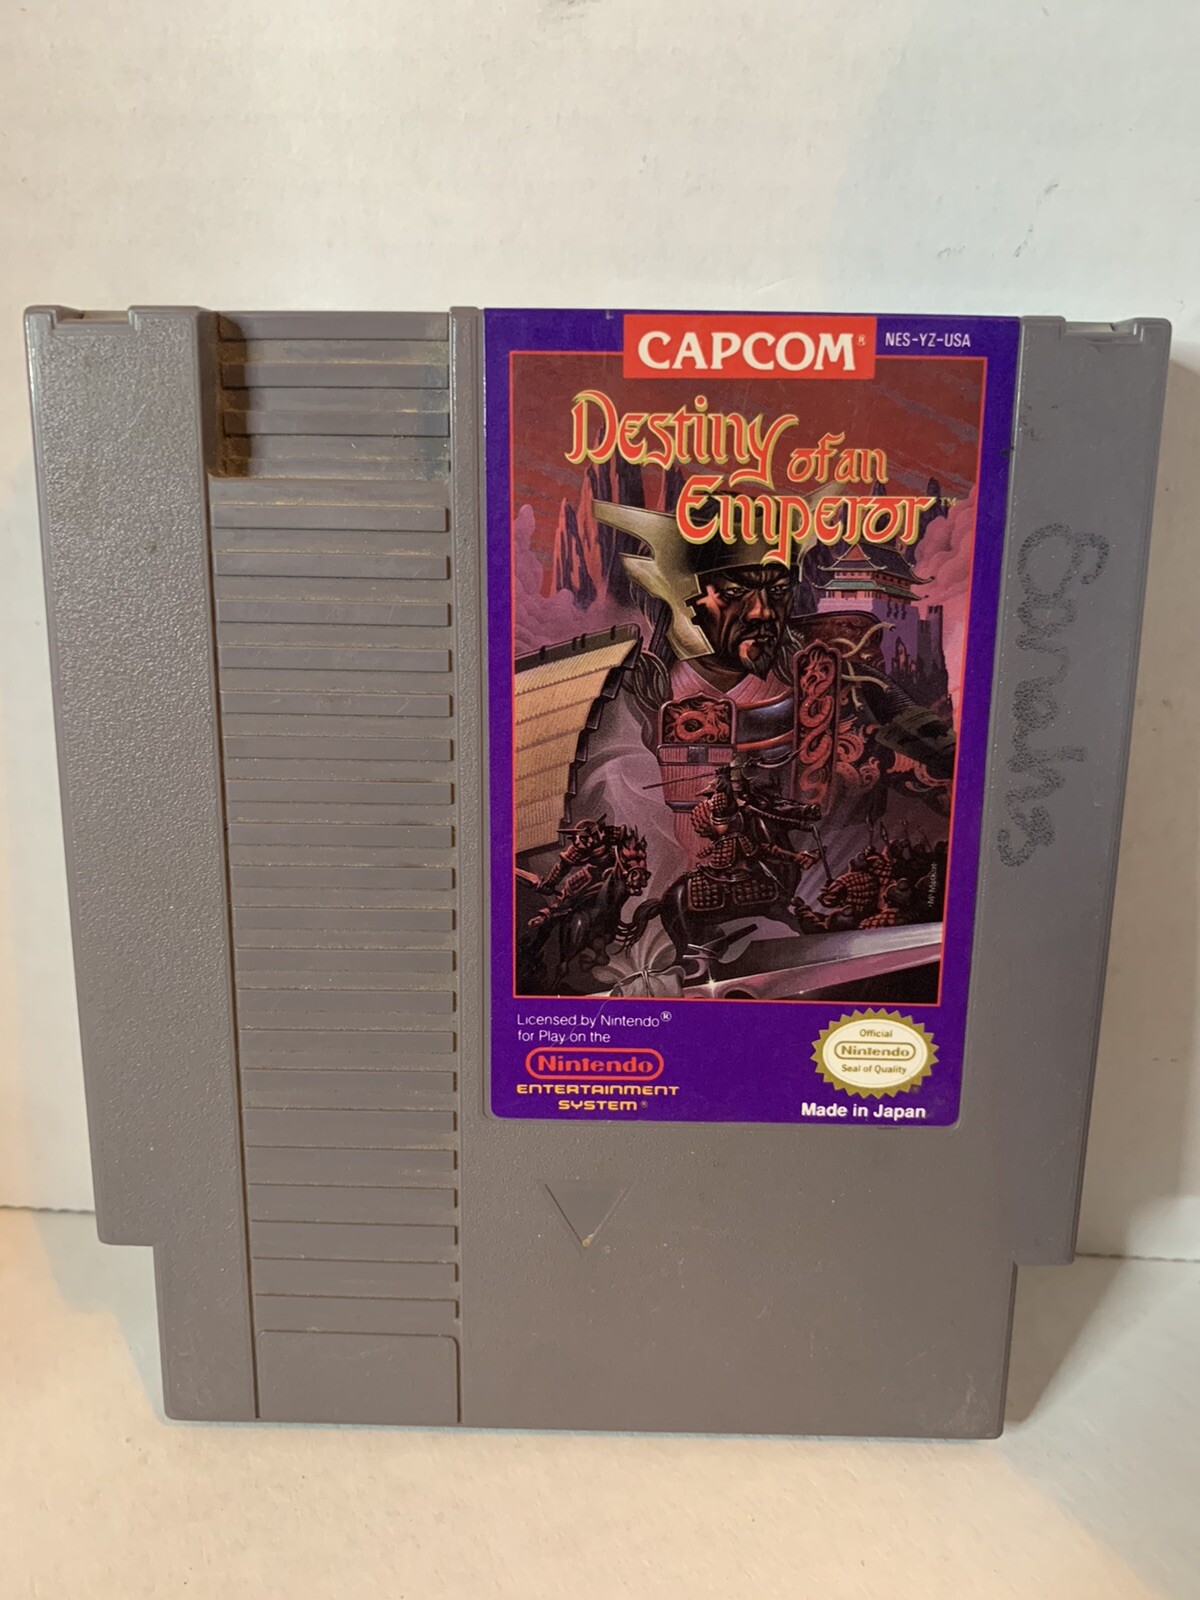 CAPCOM®
NES-YZ-USA
Destiny of an
Emperor™
Licensed by Nintendo®
for Play on the
Nintendo
ENTERTAINMENT
SYSTEM®
Official
Nintendo
Seal of Quality
Made in Japan